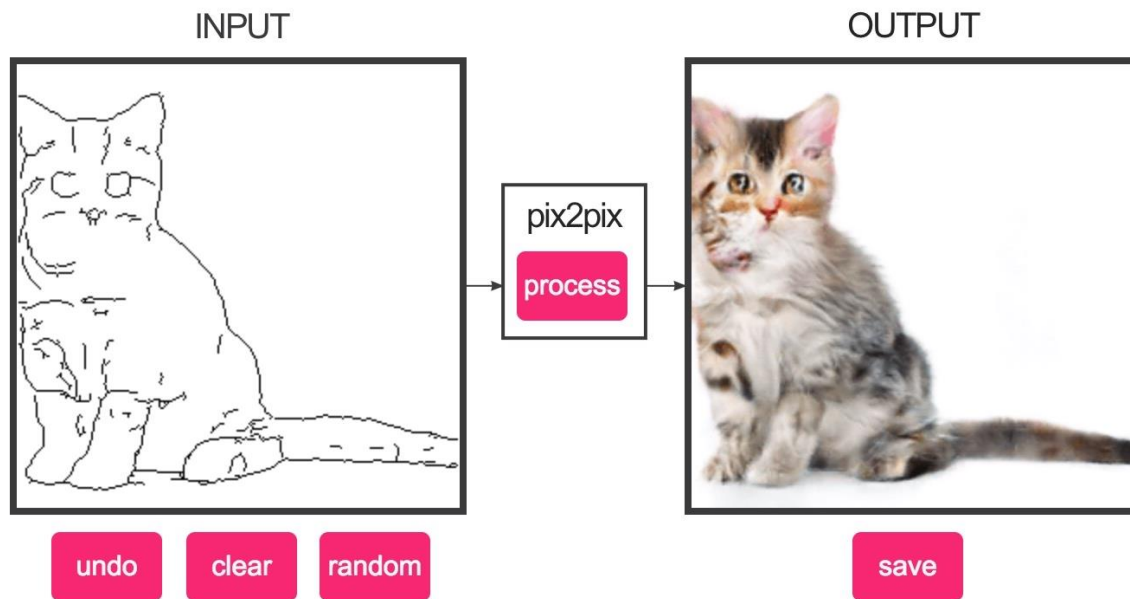 INPUT
OUTPUT
pix2pix
process
undo
clear
random
save